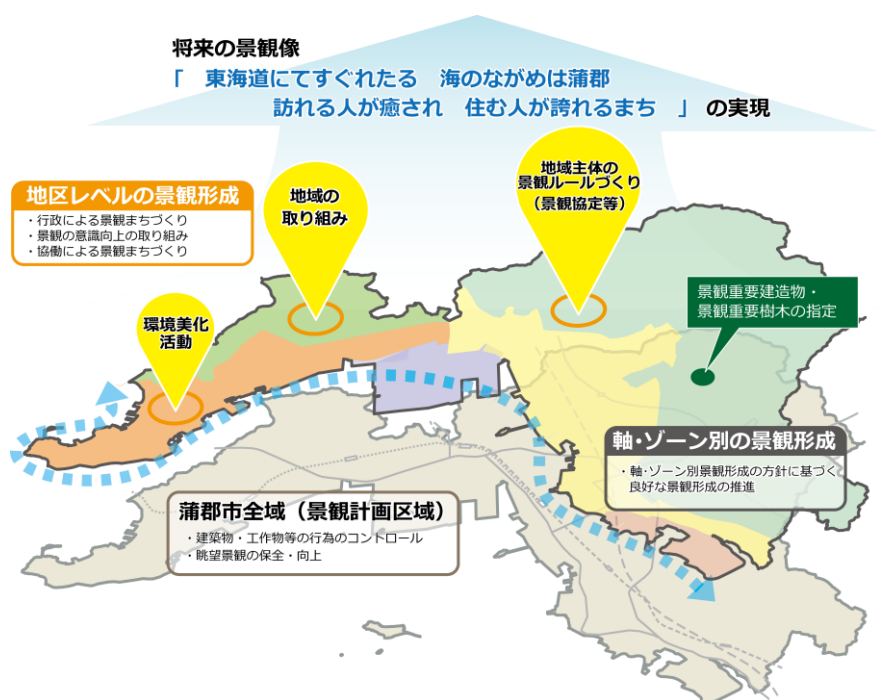 将来の景観像
「　東海道にてすぐれたる　海のながめは蒲郡
訪れる人が癒され　住む人が誇れるまち　」の実現
地区レベルの景観形成
・行政による景観まちづくり
・景観の意識向上の取り組み
・協働による景観まちづくり
地域の
取り組み
地域主体の
景観ルールづくり
（景観協定等）
環境美化
活動
景観重要建造物・
景観重要樹木の指定
軸・ゾーン別の景観形成
・軸・ゾーン別景観形成の方針に基づく
良好な景観形成の推進
蒲郡市全域（景観計画区域）
・建築物・工作物等の行為のコントロール
・眺望景観の保全・向上